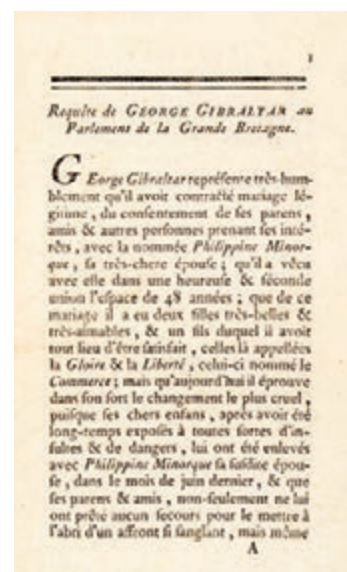 1
Requête de GEORGE GIBRALTAR au
Parlement de la Grande Bretagne.
GEorge Gibraltar représente très-hum-
blement qu'il avoit contracté mariage lé-
gitime, du consentement de ses parens,
amis & autres personnes prenant ses inté-
rêts, avec la nommée Philippine Minor-
que, sa très-chere épouse; qu'il a vécu
avec elle dans une heureuse & féconde
union l'espace de 48 années; que de ce
mariage il a eu deux filles très-belles &
très-aimables, & un fils duquel il avoit
tout lieu d'être satisfait, celles là appellées
la Gloire & la Liberté, celui-ci nommé le
Commerce; mais qu'aujourd'hui il éprouve
dans son sort le changement le plus cruel,
puisque ses chers enfans, après avoir été
long-temps exposés à toutes sortes d'in-
sultes & de dangers, lui ont été enlevés
avec Philippine Minorque sa susdite épou-
se, dans le mois de juin dernier, & que
ses parens & amis, non-seulement ne lui
ont prêté aucun secours pour le mettre à
l'abri d'un affront si sanglant, mais même
A